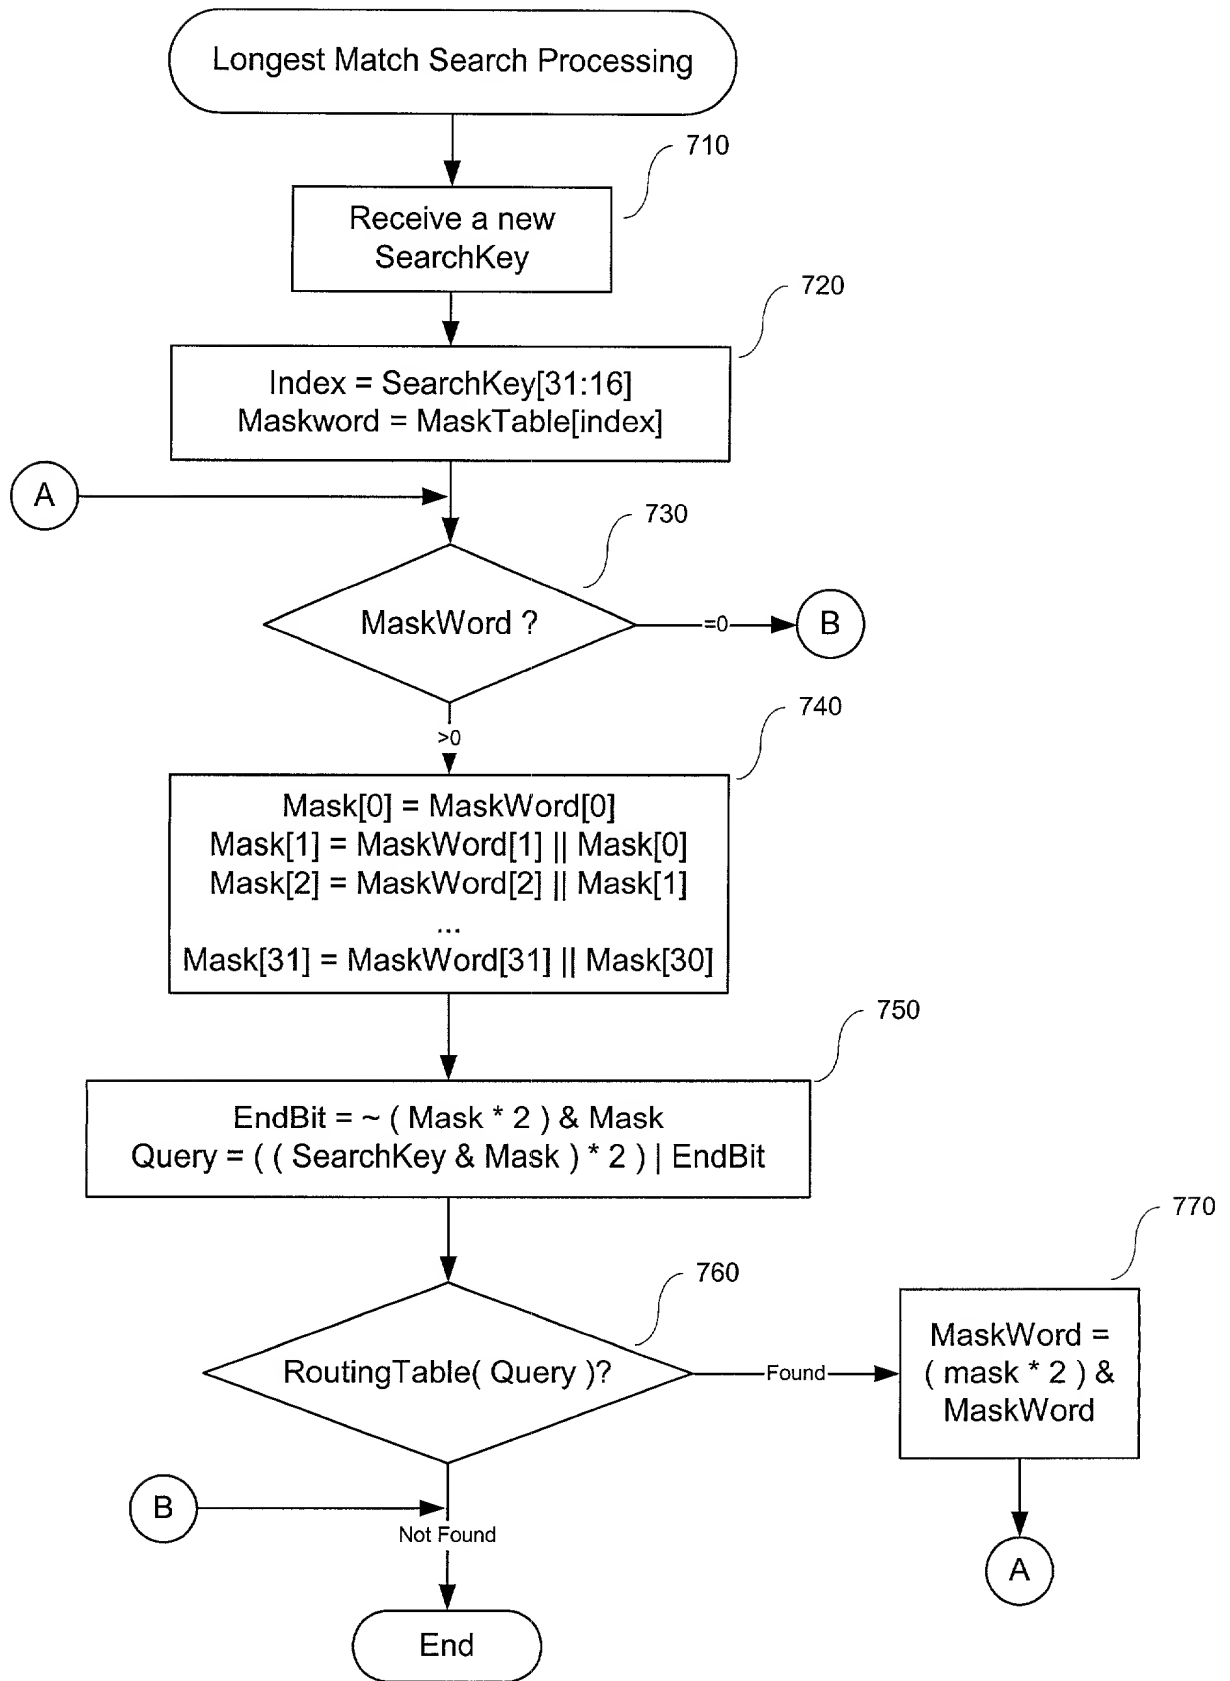 Longest Match Search Processing
710
Receive a new
SearchKey
720
Index = SearchKey[31:16]
Maskword = MaskTable[index]
A
730
MaskWord ?
=0
B
>0
740
Mask[0] = MaskWord[0]
Mask[1] = MaskWord[1] || Mask[0]
Mask[2] = MaskWord[2] || Mask[1]
...
Mask[31] = MaskWord[31] || Mask[30]
750
EndBit = ~ ( Mask * 2 ) & Mask
Query = ( ( SearchKey & Mask ) * 2 ) | EndBit
760
RoutingTable( Query )?
Found
770
MaskWord =
( mask * 2 ) &
MaskWord
B
Not Found
A
End